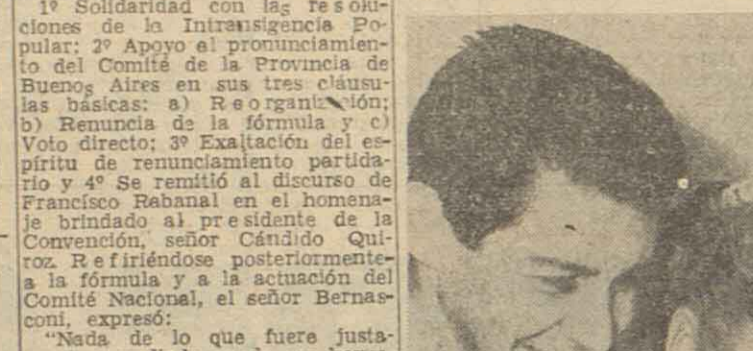 1º Solidaridad con las resolu-
ciones de la Intransigencia Po-
pular; 2º Apoyo al pronunciamien-
to del Comité de la Provincia de
Buenos Aires en sus tres cláusu-
las básicas: a) Reorganización;
b) Renuncia de la fórmula y c)
Voto directo; 3º Exaltación del es-
píritu de renunciamiento partida-
rio y 4º Se remitió al discurso de
Francisco Rabanal en el homena-
je brindado al presidente de la
Convención, señor Cándido Qui-
roz. Refiriéndose posteriormente
a la fórmula y a la actuación del
Comité Nacional, el señor Bernas-
coni, expresó:
"Nada de lo que fuere justa-